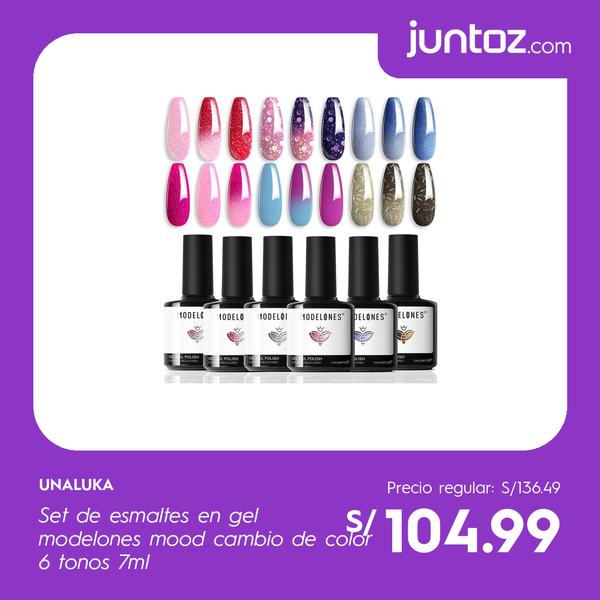 juntoz.com
MODELONES®
MODELONES®
UNALUKA
Precio regular: S/136.49
Set de esmaltes en gel
modelones mood cambio de color
6 tonos 7ml
S/104.99